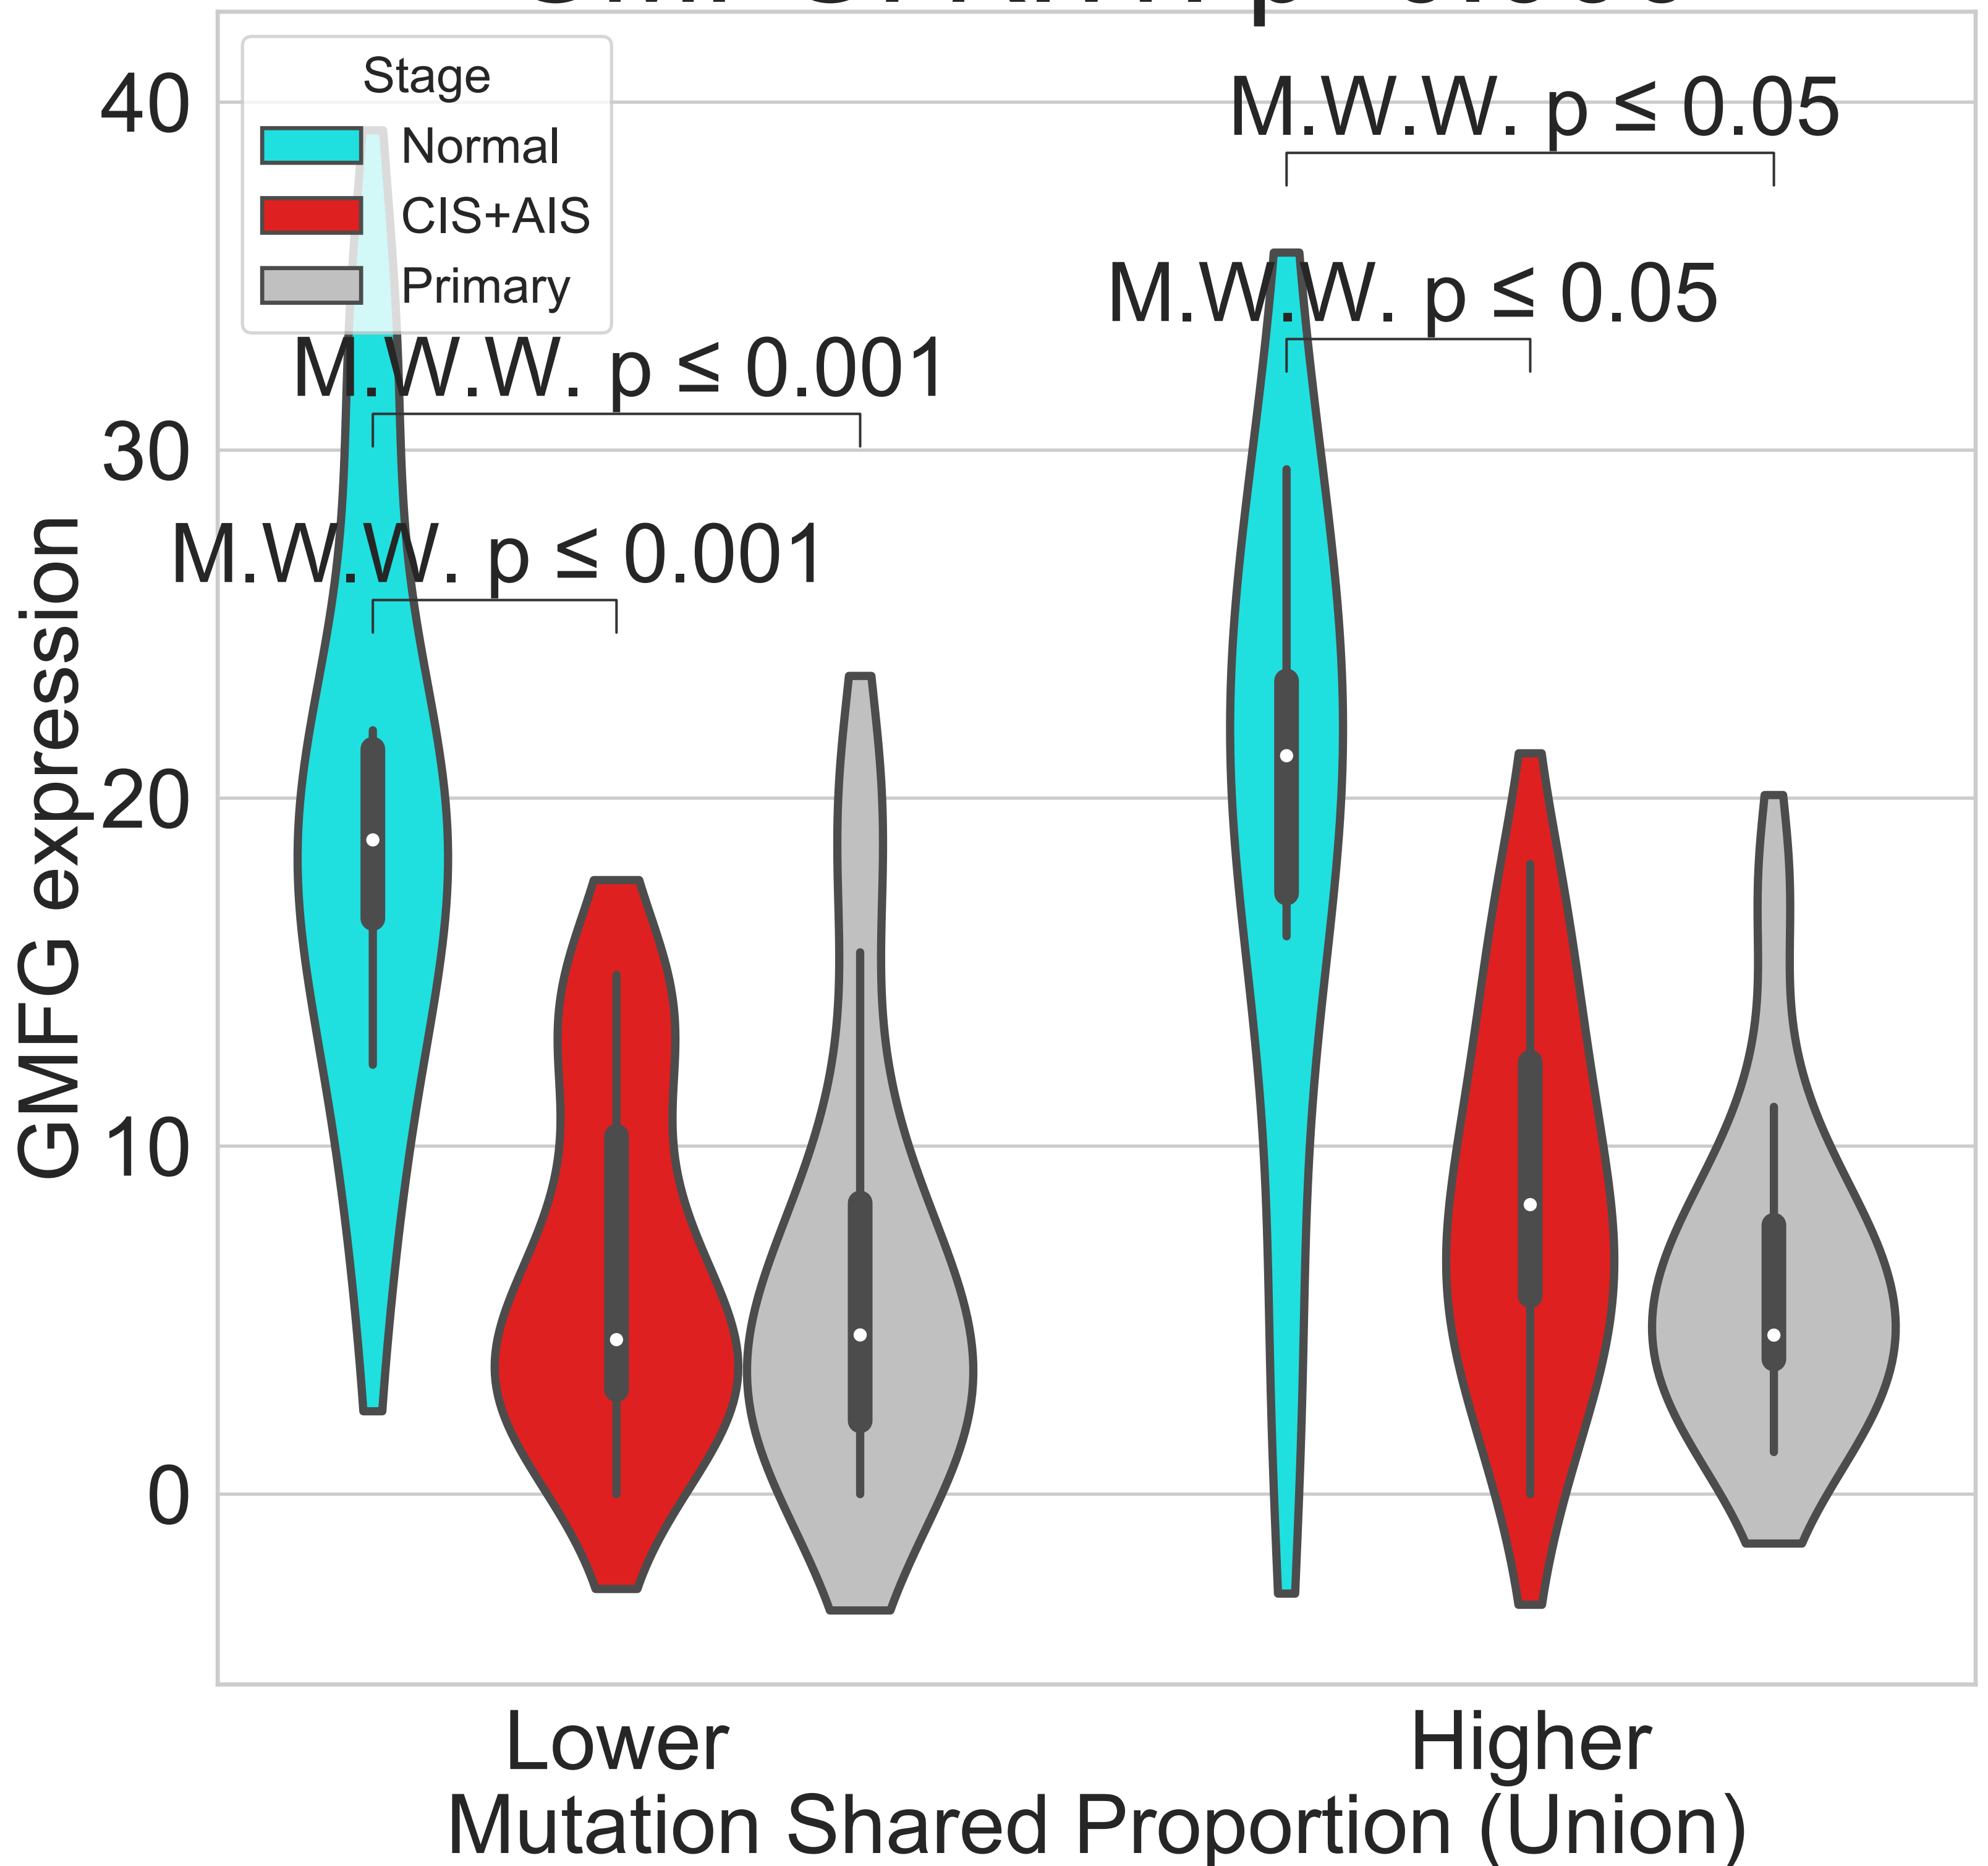 Stage
Normal
CIS+AIS
Primary
M.W.W. p ≤ 0.05
M.W.W. p ≤ 0.05
M.W.W. p ≤ 0.001
M.W.W. p ≤ 0.001
40
30
20
10
0
GMFG expression
Lower
Higher
Mutation Shared Proportion (Union)